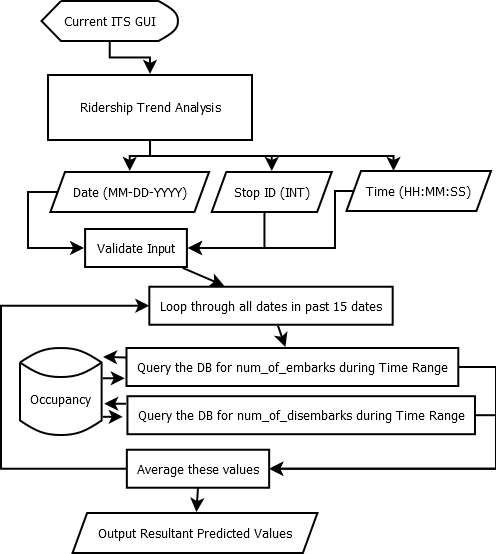 Current ITS GUI
Ridership Trend Analysis
Date (MM-DD-YYYY)
Stop ID (INT)
Time (HH:MM:SS)
Validate Input
Loop through all dates in past 15 dates
Query the DB for num_of_embarks during Time Range
Occupancy
Query the DB for num_of_disembarks during Time Range
Average these values
Output Resultant Predicted Values